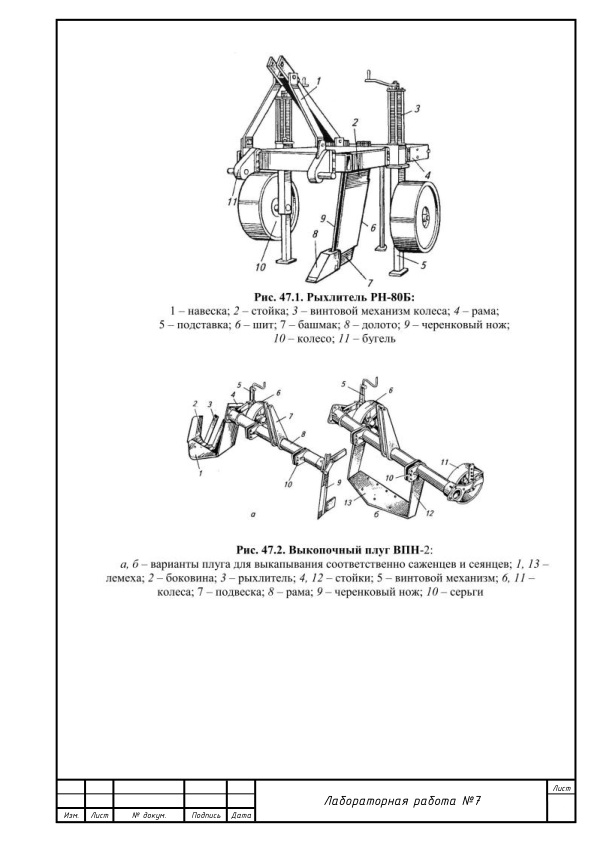 1
2
3
4
11
9
6
8
10
7
5
Рис. 47.1. Рыхлитель РН-80Б:
1 – навеска; 2 – стойка; 3 – винтовой механизм колеса; 4 – рама;
5 – подставка; 6 – шит; 7 – башмак; 8 – долото; 9 – черенковый нож;
10 – колесо; 11 – бугель
5
4
6
2
3
7
8
1
10
9
а
5
6
11
10
13
12
б
Рис. 47.2. Выкопочный плуг ВПН-2:
а, б – варианты плуга для выкапывания соответственно саженцев и сеянцев; 1, 13 –
лемеха; 2 – боковина; 3 – рыхлитель; 4, 12 – стойки; 5 – винтовой механизм; 6, 11 –
колеса; 7 – подвеска; 8 – рама; 9 – черенковый нож; 10 – серьги
Лабораторная работа №7
Лист
Изм. Лист № докум. Подпись Дата